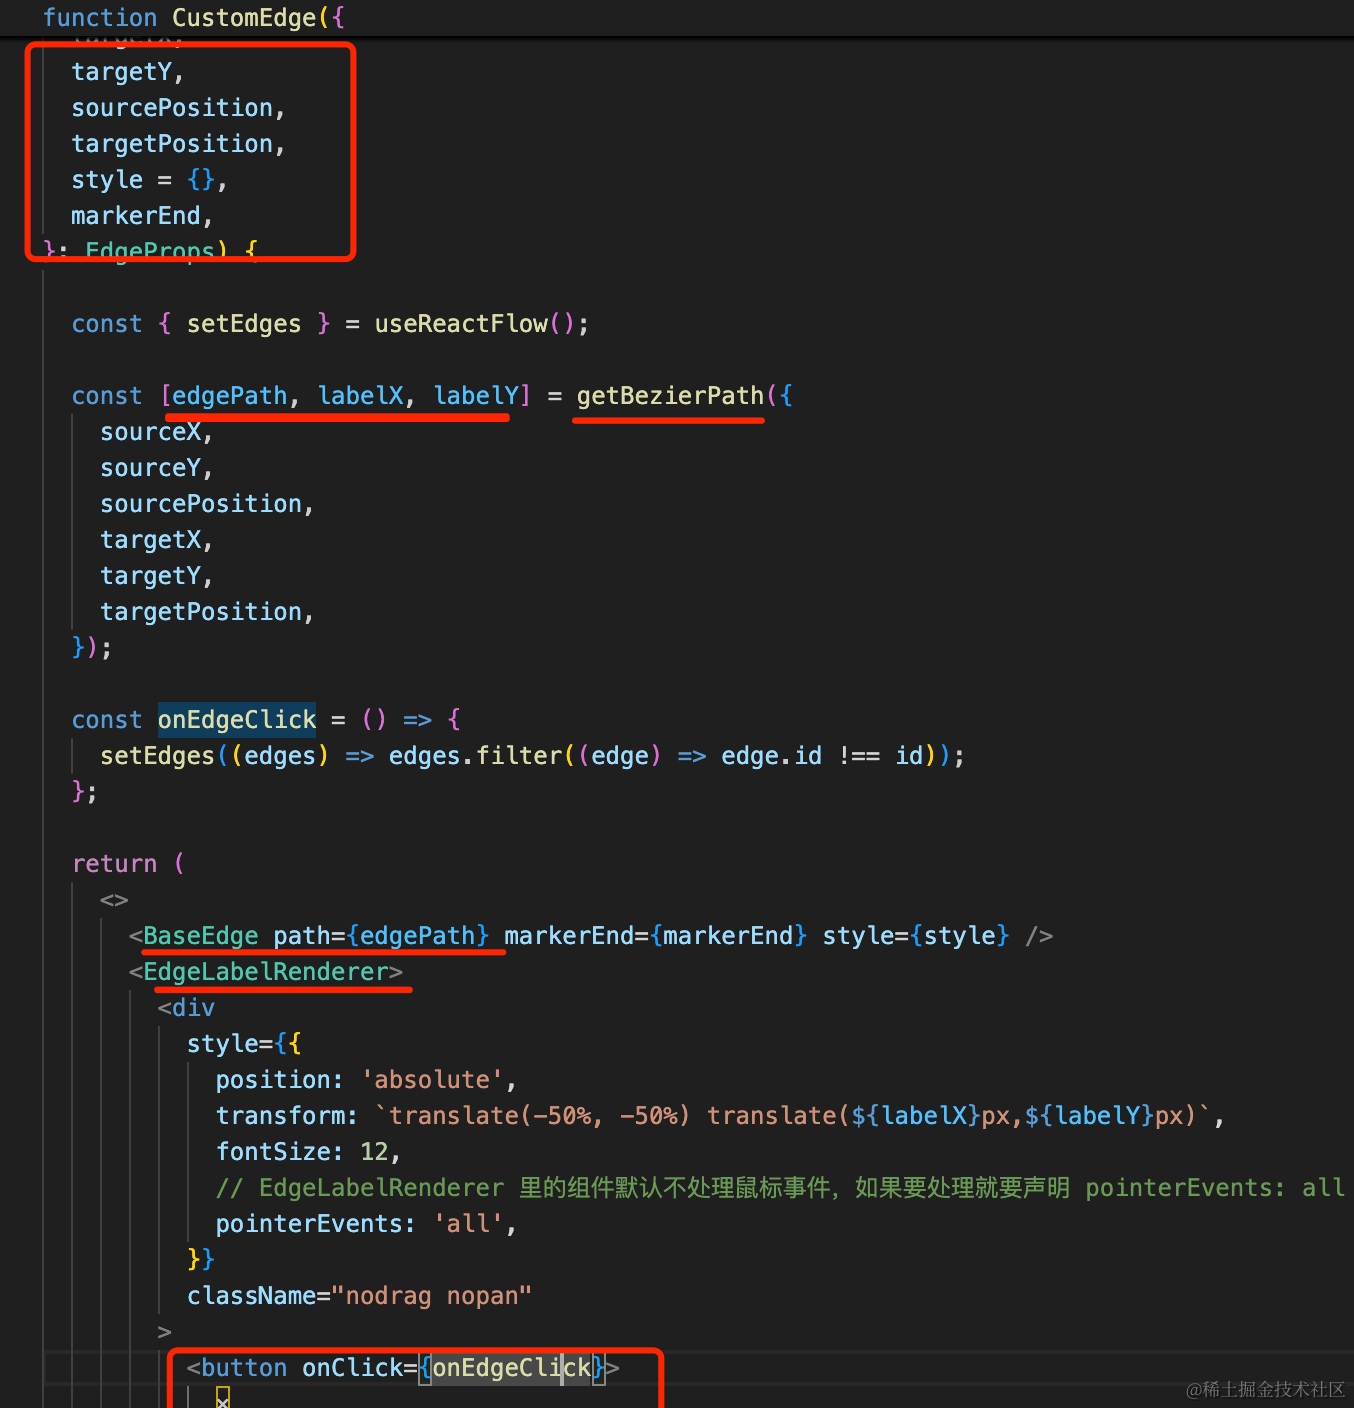 function CustomEdge({
targetX,
targetY,
sourcePosition,
targetPosition,
style = {},
markerEnd,
}: EdgeProps) {
const { setEdges } = useReactFlow();
const [edgePath, labelX, labelY] = getBezierPath({
sourceX,
sourceY,
sourcePosition,
targetX,
targetY,
targetPosition,
});
const onEdgeClick = () => {
setEdges((edges) => edges.filter((edge) => edge.id !== id));
};
return (
<>
<BaseEdge path={edgePath} markerEnd={markerEnd} style={style} />
<EdgeLabelRenderer>
<div
style={{
position: 'absolute',
transform: `translate(-50%, -50%) translate(${labelX}px,${labelY}px)`,
fontSize: 12,
// EdgeLabelRenderer 里的组件默认不处理鼠标事件，如果要处理就要声明 pointerEvents: all
pointerEvents: 'all',
}}
className="nodrag nopan"
>
<button onClick={onEdgeClick}>
×
@稀土掘金技术社区